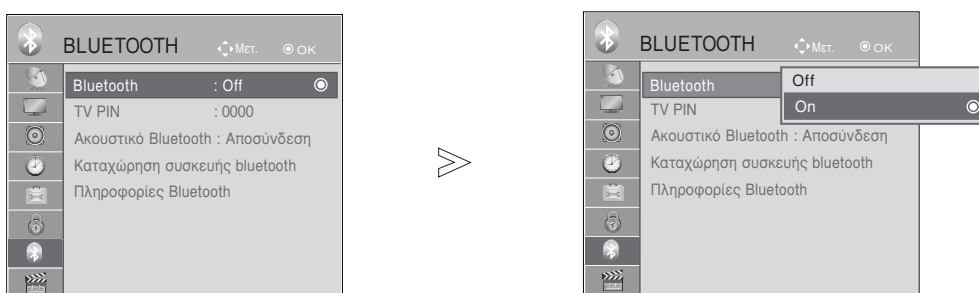 BLUETOOTH Μετ. OK
Bluetooth : Off
TV PIN : 0000
Ακουστικό Bluetooth : Αποσύνδεση
Καταχώρηση συσκευής bluetooth
Πληροφορίες Bluetooth
BLUETOOTH Μετ. OK
Bluetooth
Off
On
TV PIN
Ακουστικό Bluetooth : Αποσύνδεση
Καταχώρηση συσκευής bluetooth
Πληροφορίες Bluetooth